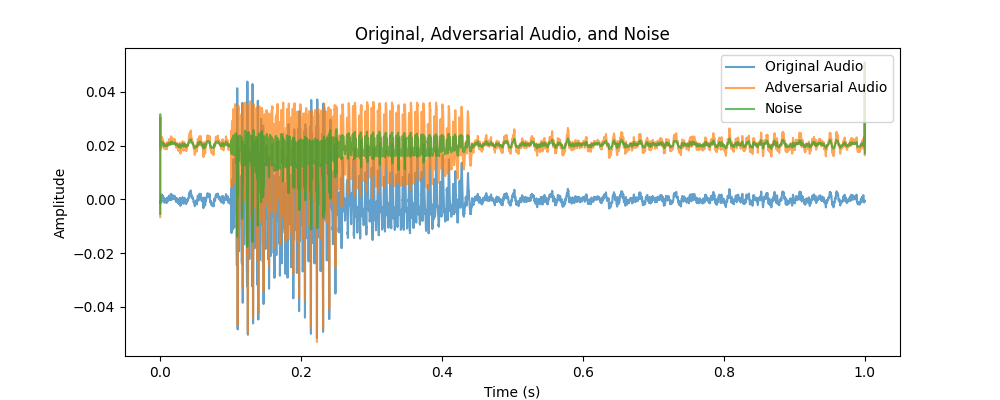 Original, Adversarial Audio, and Noise
Original Audio
Adversarial Audio
Noise
Amplitude
0.04
0.02
0.00
−0.02
−0.04
0.0 0.2 0.4 0.6 0.8 1.0
Time (s)